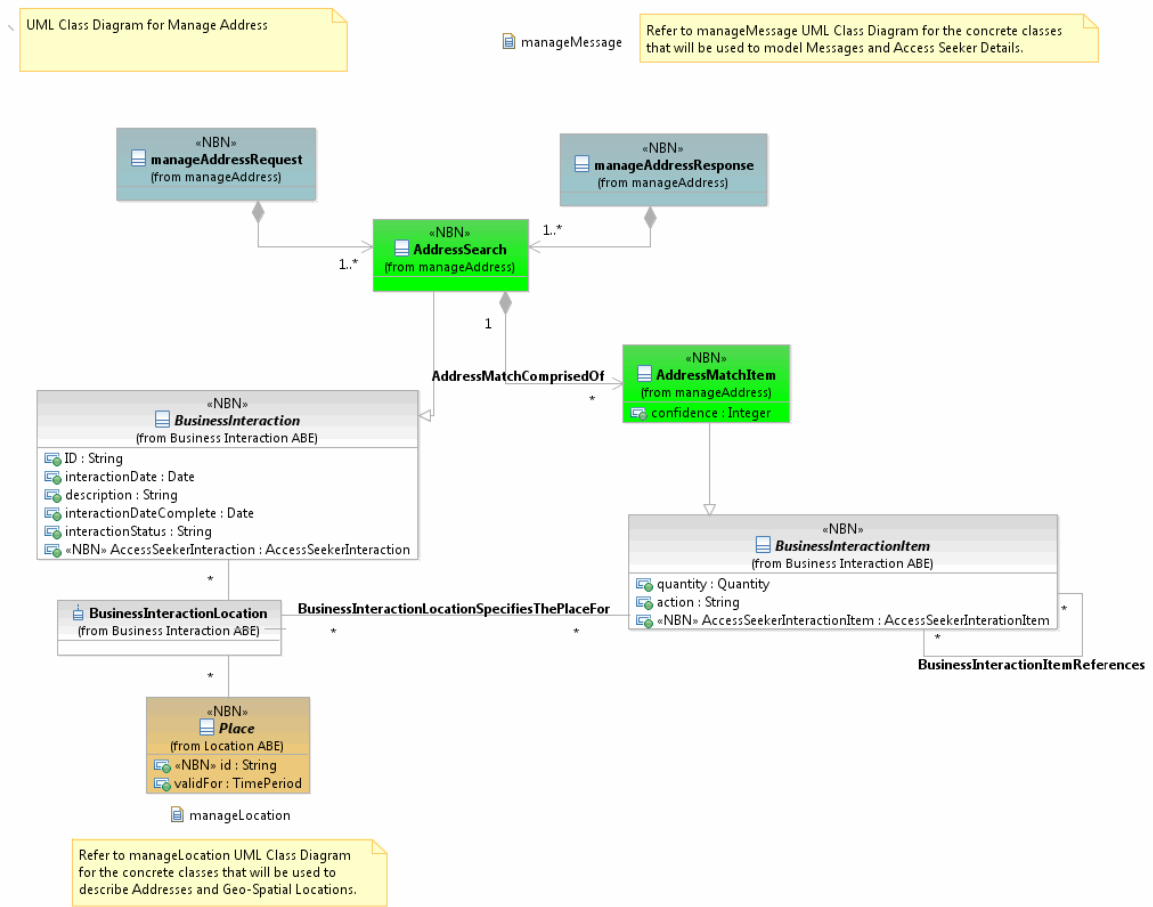 UML Class Diagram for Manage Address
manageMessage
Refer to manageMessage UML Class Diagram for the concrete classes
that will be used to model Messages and Access Seeker Details.
«NBN»
manageAddressRequest
(from manageAddress)
«NBN»
manageAddressResponse
(from manageAddress)
«NBN»
AddressSearch
(from manageAddress)
1..*
1..*
1
AddressMatchComprisedOf
*
«NBN»
AddressMatchItem
(from manageAddress)
confidence : Integer
«NBN»
BusinessInteraction
(from Business Interaction ABE)
ID : String
interactionDate : Date
description : String
interactionDateComplete : Date
interactionStatus : String
«NBN» AccessSeekerInteraction : AccessSeekerInteraction
«NBN»
BusinessInteractionItem
(from Business Interaction ABE)
quantity : Quantity
action : String
«NBN» AccessSeekerInteractionItem : AccessSeekerInterationItem
*
*
BusinessInteractionItemReferences
*
BusinessInteractionLocation
(from Business Interaction ABE)
BusinessInteractionLocationSpecifiesThePlaceFor
*
*
*
«NBN»
Place
(from Location ABE)
«NBN» id : String
validFor : TimePeriod
manageLocation
Refer to manageLocation UML Class Diagram
for the concrete classes that will be used to
describe Addresses and Geo-Spatial Locations.